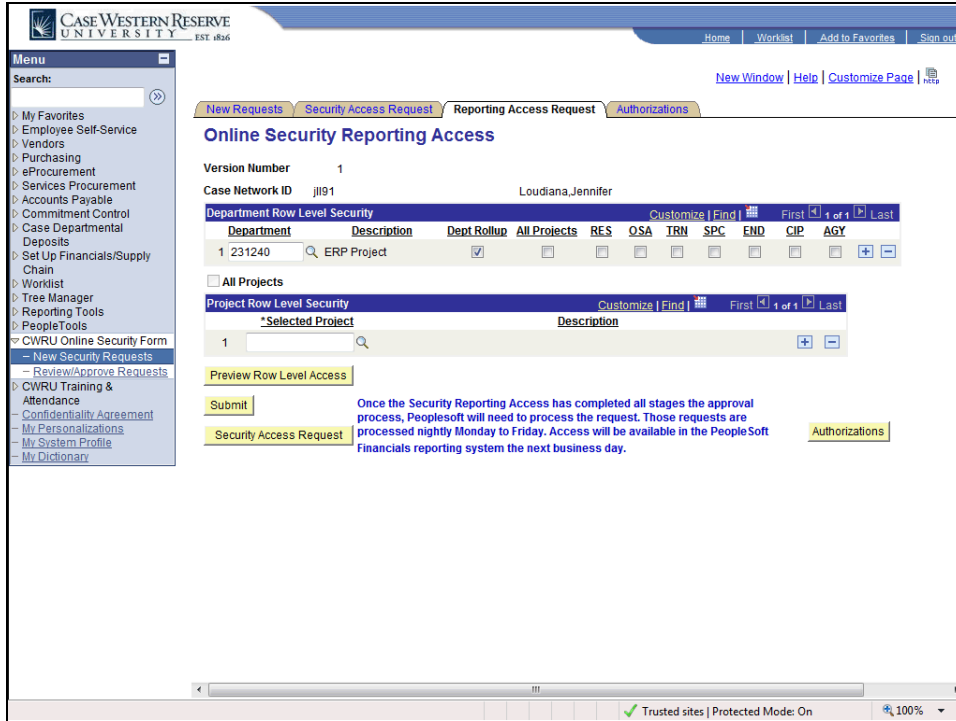 CASE WESTERN RESERVE
UNIVERSITY EST. 1826
Home | Worklist | Add to Favorites | Sign out
Menu
Search:
My Favorites
Employee Self-Service
Vendors
Purchasing
eProcurement
Services Procurement
Accounts Payable
Commitment Control
Case Departmental
Deposits
Set Up Financials/Supply
Chain
Worklist
Tree Manager
Reporting Tools
PeopleTools
CWRU Online Security Form
– New Security Requests
– Review/Approve Requests
CWRU Training &
Attendance
– Confidentiality Agreement
– My Personalizations
– My System Profile
– My Dictionary
New Window | Help | Customize Page | http
New Requests Security Access Request Reporting Access Request Authorizations
Online Security Reporting Access
Version Number 1
Case Network ID jll91 Loudiana,Jennifer
Department Row Level Security Customize | Find | First 1 of 1 Last
Department Description Dept Rollup All Projects RES OSA TRN SPC END CIP AGY
1 231240 ERP Project
All Projects
Project Row Level Security Customize | Find | First 1 of 1 Last
*Selected Project Description
1
Preview Row Level Access
Submit
Security Access Request
Once the Security Reporting Access has completed all stages the approval
process, Peoplesoft will need to process the request. Those requests are
processed nightly Monday to Friday. Access will be available in the PeopleSoft
Financials reporting system the next business day.
Authorizations
Trusted sites | Protected Mode: On 100%